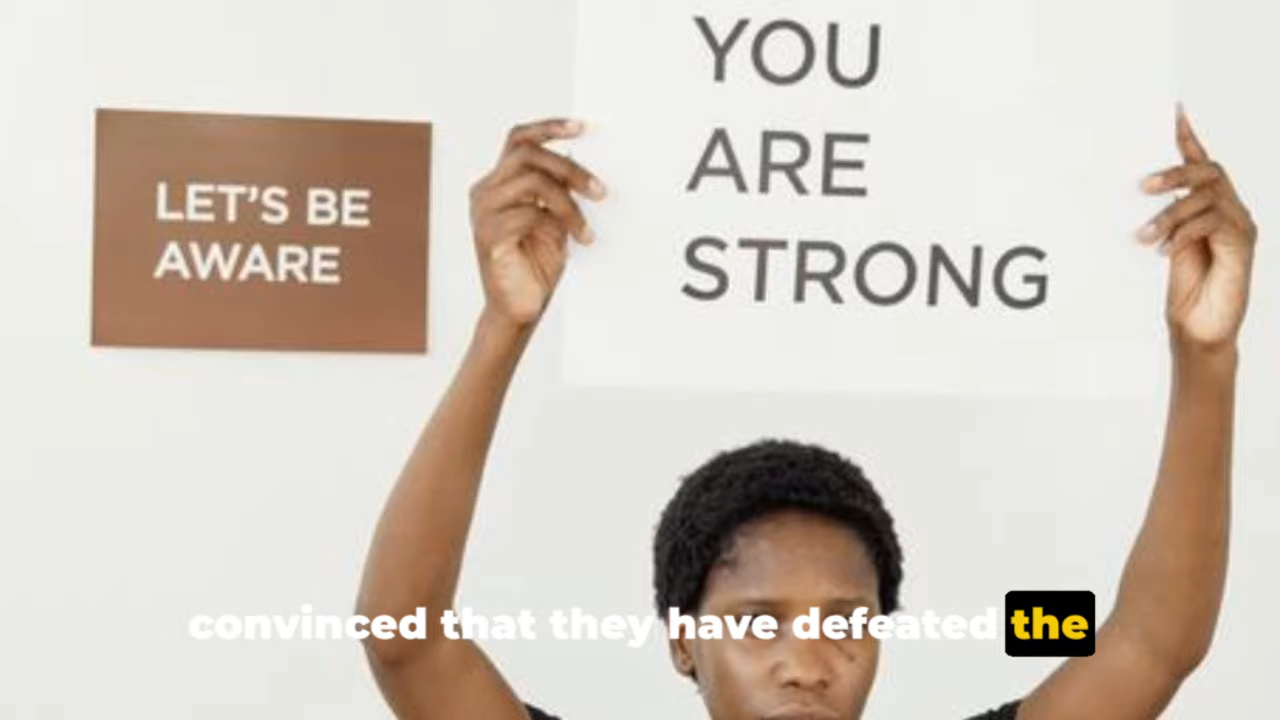 LET'S BE
AWARE
YOU
ARE
STRONG
convinced that they have defeated the